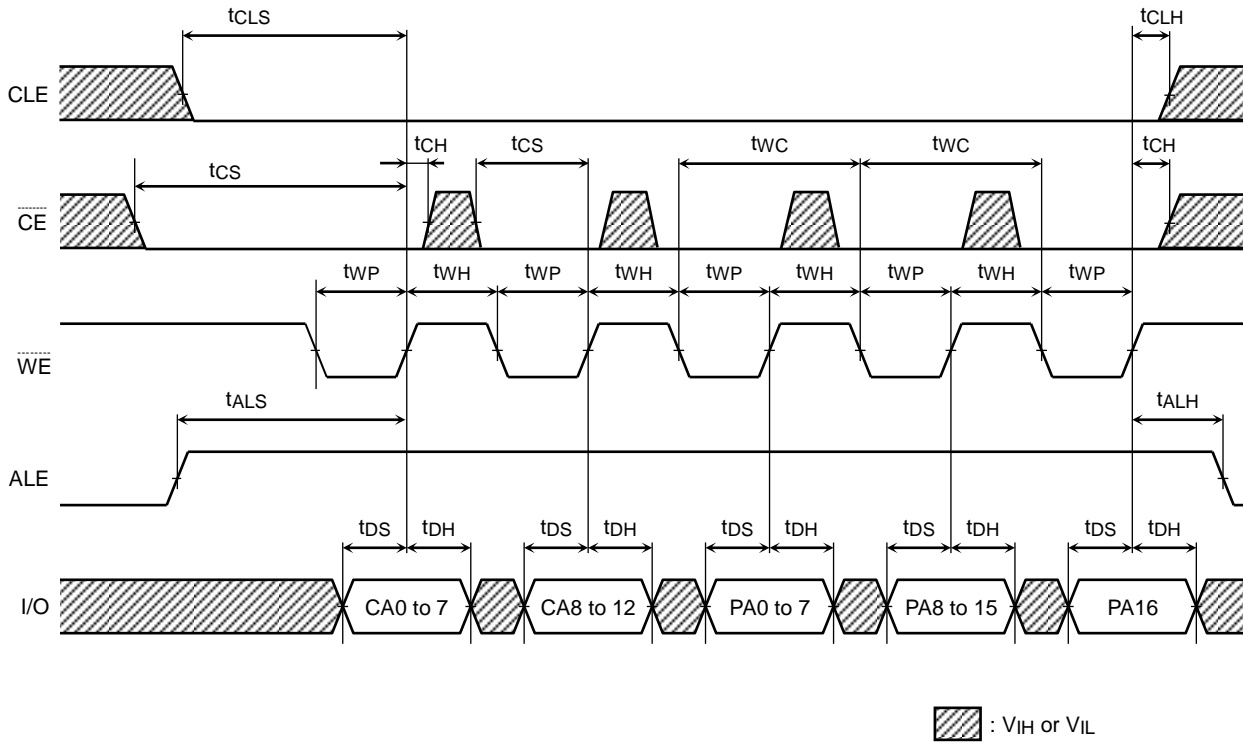 tCLS tCLH
CLE
tCH tCS tWC tWC tCH
tCS
CE
tWP tWH tWP tWH tWP tWH tWP tWH tWP
WE
tALS tALH
ALE
tDS tDH tDS tDH tDS tDH tDS tDH tDS tDH
I/O CA0 to 7 CA8 to 12 PA0 to 7 PA8 to 15 PA16
: VIH or VIL